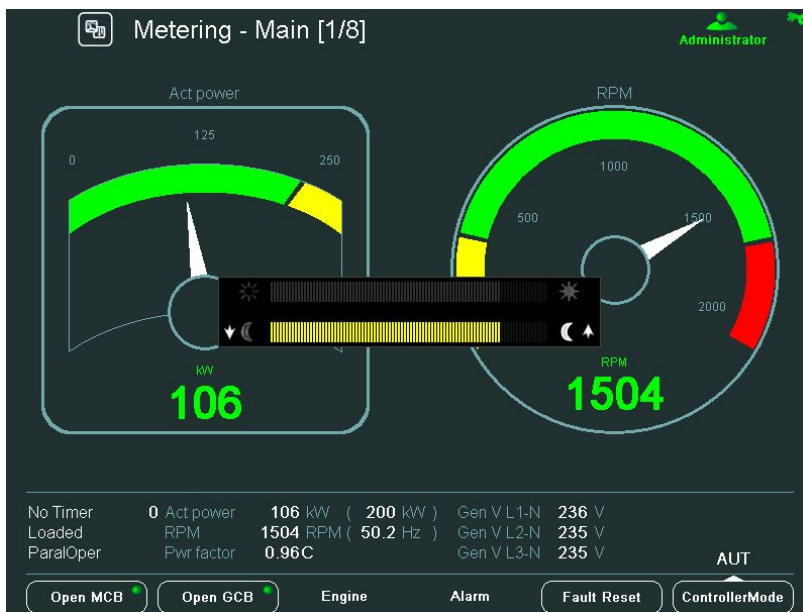 Metering - Main [1/8]
Administrator
Act power
0
125
250
kW
106
RPM
500
1000
1500
2000
RPM
1504
No Timer 0 Act power 106 kW ( 200 kW ) Gen V L1-N 236 V
Loaded RPM 1504 RPM ( 50.2 Hz ) Gen V L2-N 235 V
ParalOper Pwr factor 0.96C Gen V L3-N 235 V
AUT
Open MCB Open GCB Engine Alarm Fault Reset ControllerMode